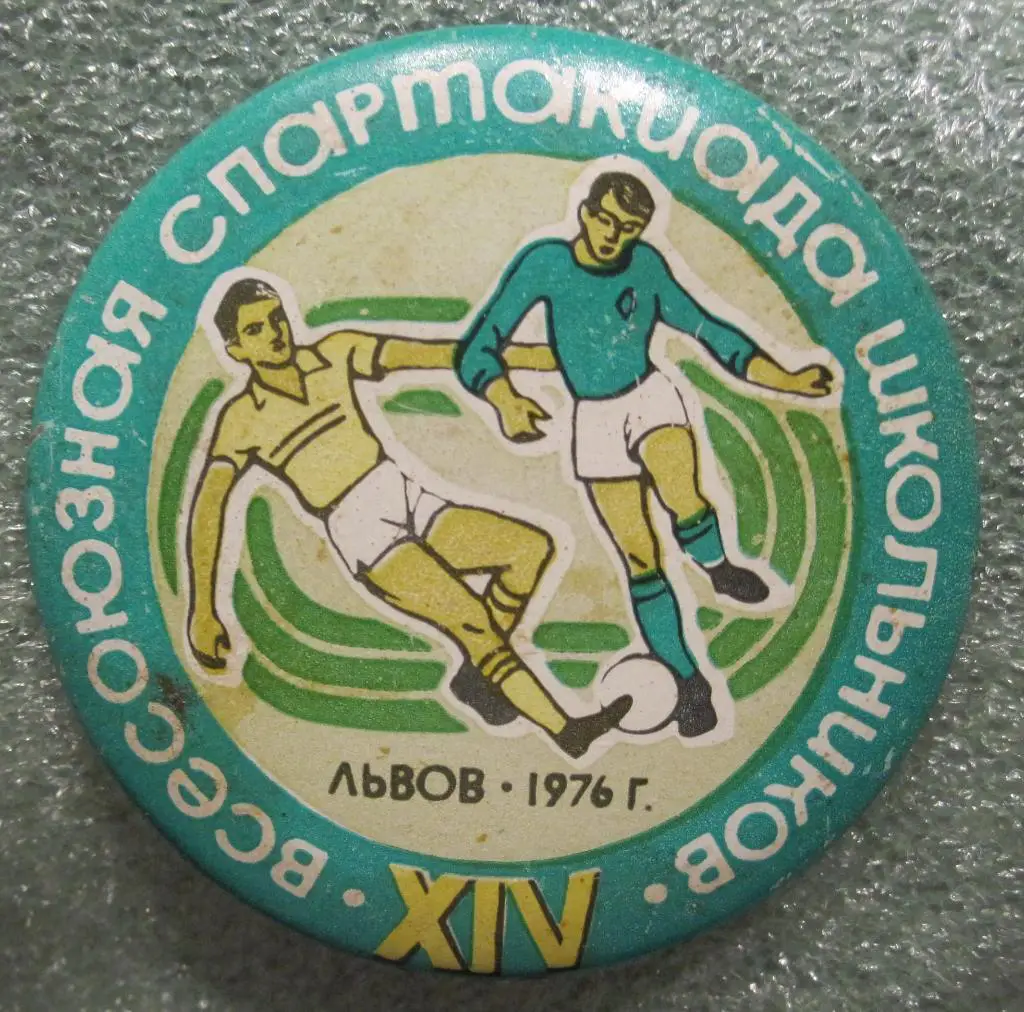 • ВСЕСОЮЗНАЯ СПАРТАКИАДА ШКОЛЬНИКОВ •
ЛЬВОВ • 1976 Г.
XIV